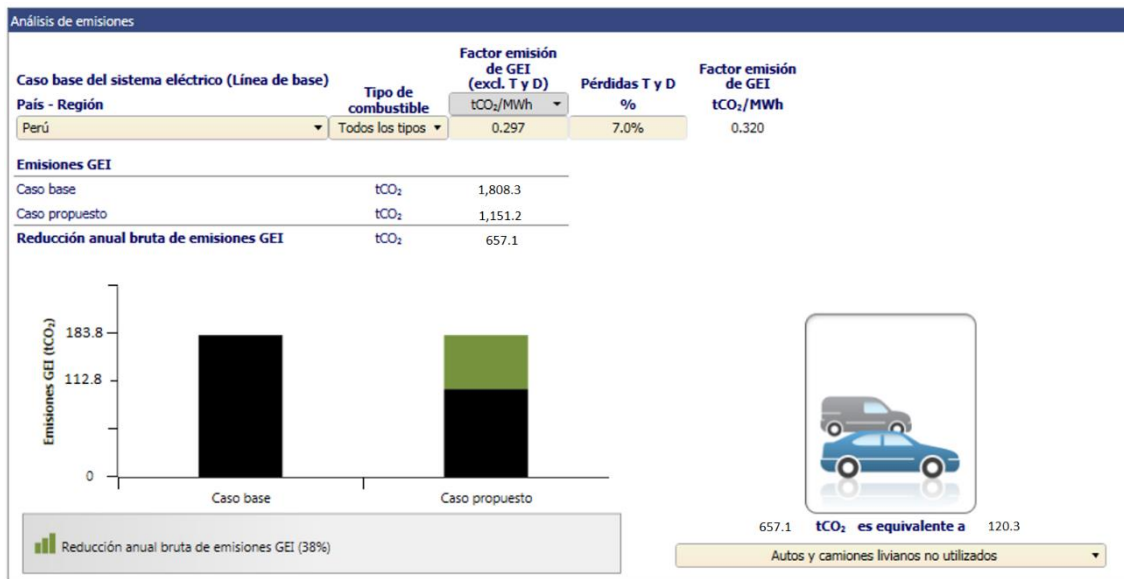 Análisis de emisiones
Caso base del sistema eléctrico (Línea de base)
País - Región
Tipo de
combustible
Factor emisión
de GEI
(excl. T y D)
tCO₂/MWh
Pérdidas T y D
%
Factor emisión
de GEI
tCO₂/MWh
Perú Todos los tipos 0.297 7.0% 0.320
Emisiones GEI
Caso base tCO₂ 1,808.3
Caso propuesto tCO₂ 1,151.2
Reducción anual bruta de emisiones GEI tCO₂ 657.1
Emisiones GEI (tCO₂)
183.8
112.8
0
Caso base Caso propuesto
Reducción anual bruta de emisiones GEI (38%)
657.1 tCO₂ es equivalente a 120.3
Autos y camiones livianos no utilizados